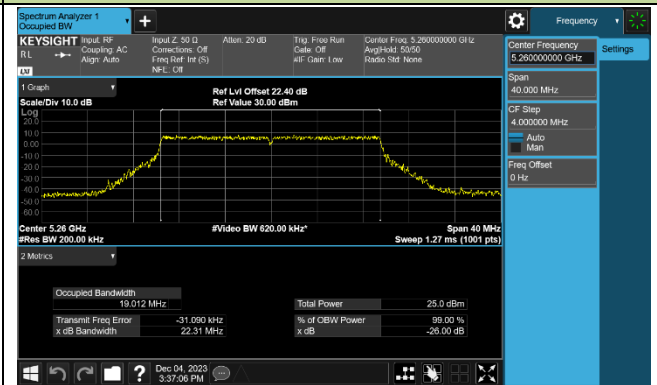 Spectrum Analyzer 1
Occupied BW
Frequency
KEYSIGHT Input: RF Input Z: 50 Ω Atten: 20 dB Trig: Free Run Center Freq: 5.260000000 GHz
RL Coupling: AC Corrections: Off Gate: Off Avg|Hold: 50/50
Align: Auto Freq Ref: Int (S) #IF Gain: Low Radio Std: None
LXI NFE: Off
Center Frequency
5.260000000 GHz
Settings
Span
40.000 MHz
CF Step
4.000000 MHz
Auto
Man
Freq Offset
0 Hz
1 Graph
Ref Lvl Offset 22.40 dB
Scale/Div 10.0 dB Ref Value 30.00 dBm
Log
20.0
10.0
0.00
-10.0
-20.0
-30.0
-40.0
-50.0
-60.0
Center 5.26 GHz #Video BW 620.00 kHz* Span 40 MHz
#Res BW 200.00 kHz Sweep 1.27 ms (1001 pts)
2 Metrics
Occupied Bandwidth
19.012 MHz Total Power 25.0 dBm
Transmit Freq Error -31.090 kHz % of OBW Power 99.00 %
x dB Bandwidth 22.31 MHz x dB -26.00 dB
Dec 04, 2023
3:37:06 PM